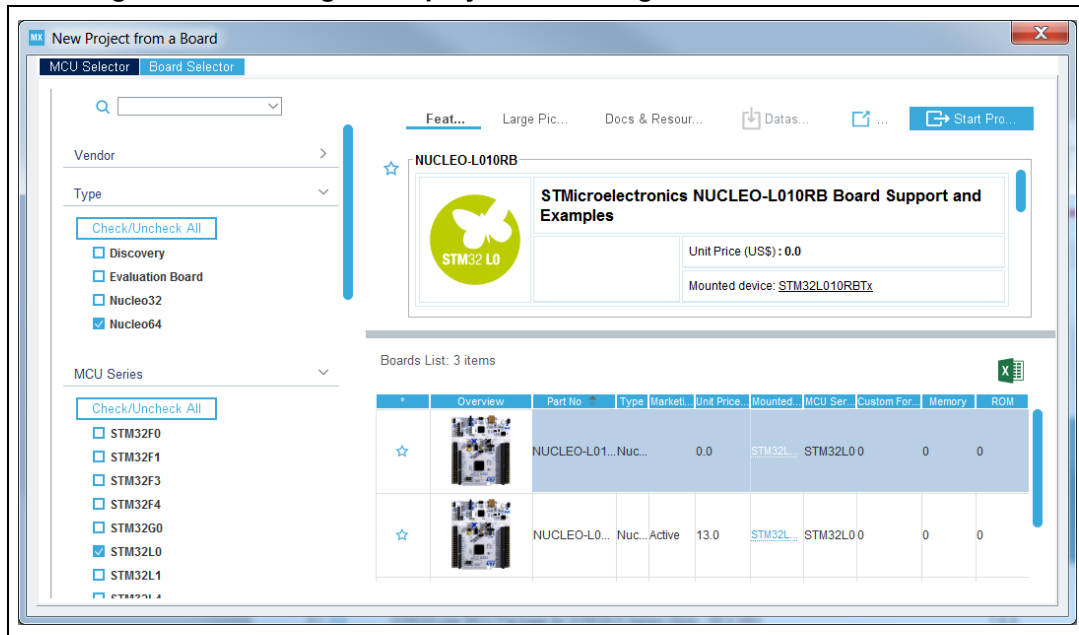 MX New Project from a Board
X
MCU Selector Board Selector
Vendor
Type
Check/Uncheck All
Discovery
Evaluation Board
Nucleo32
Nucleo64
MCU Series
Check/Uncheck All
STM32F0
STM32F1
STM32F3
STM32F4
STM32G0
STM32L0
STM32L1
Feat... Large Pic... Docs & Resour... Datas... ... Start Pro...
NUCLEO-L010RB
STM32 L0
STMicroelectronics NUCLEO-L010RB Board Support and
Examples
Unit Price (US$) : 0.0
Mounted device: STM32L010RBTx
Boards List: 3 items
X
* Overview Part No Type Marketi... Unit Price... Mounted... MCU Ser... Custom For... Memory ROM
NUCLEO-L01... Nuc... 0.0 STM32L... STM32L0 0 0 0
NUCLEO-L0... Nuc... Active 13.0 STM32L... STM32L0 0 0 0